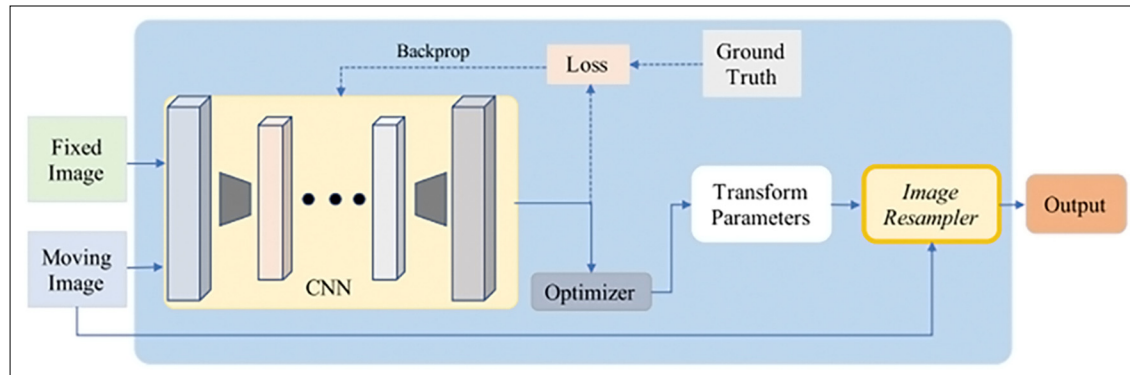 Backprop
Loss
Ground
Truth
Fixed
Image
Moving
Image
CNN
Optimizer
Transform
Parameters
Image
Resampler
Output